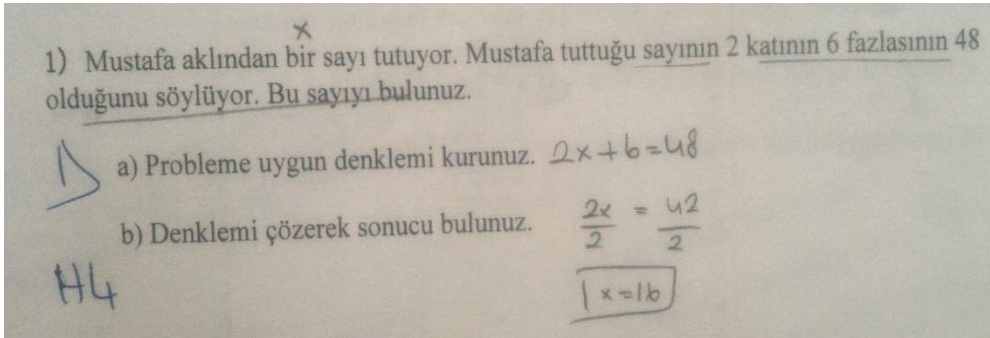 x
1) Mustafa aklından bir sayı tutuyor. Mustafa tuttuğu sayının 2 katının 6 fazlasının 48
olduğunu söylüyor. Bu sayıyı bulunuz.
D
a) Probleme uygun denklemi kurunuz. 2x+6=48
b) Denklemi çözerek sonucu bulunuz.
2x/2 = 42/2
H4
x=16